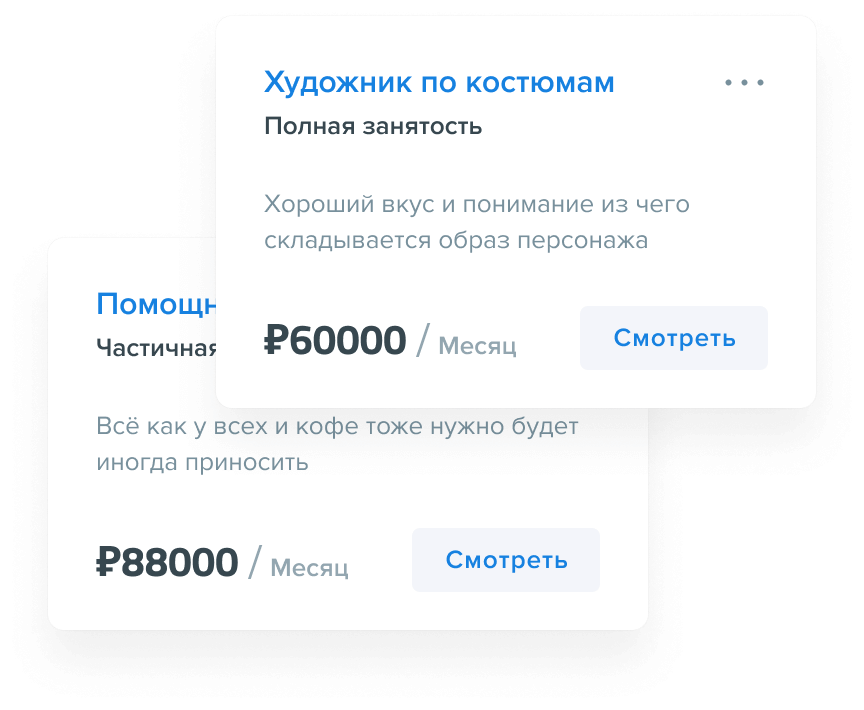 Художник по костюмам
Полная занятость
Хороший вкус и понимание из чего
складывается образ персонажа
₽60000 / Месяц
Смотреть
Помощн
Частичная
Всё как у всех и кофе тоже нужно будет
иногда приносить
₽88000 / Месяц
Смотреть